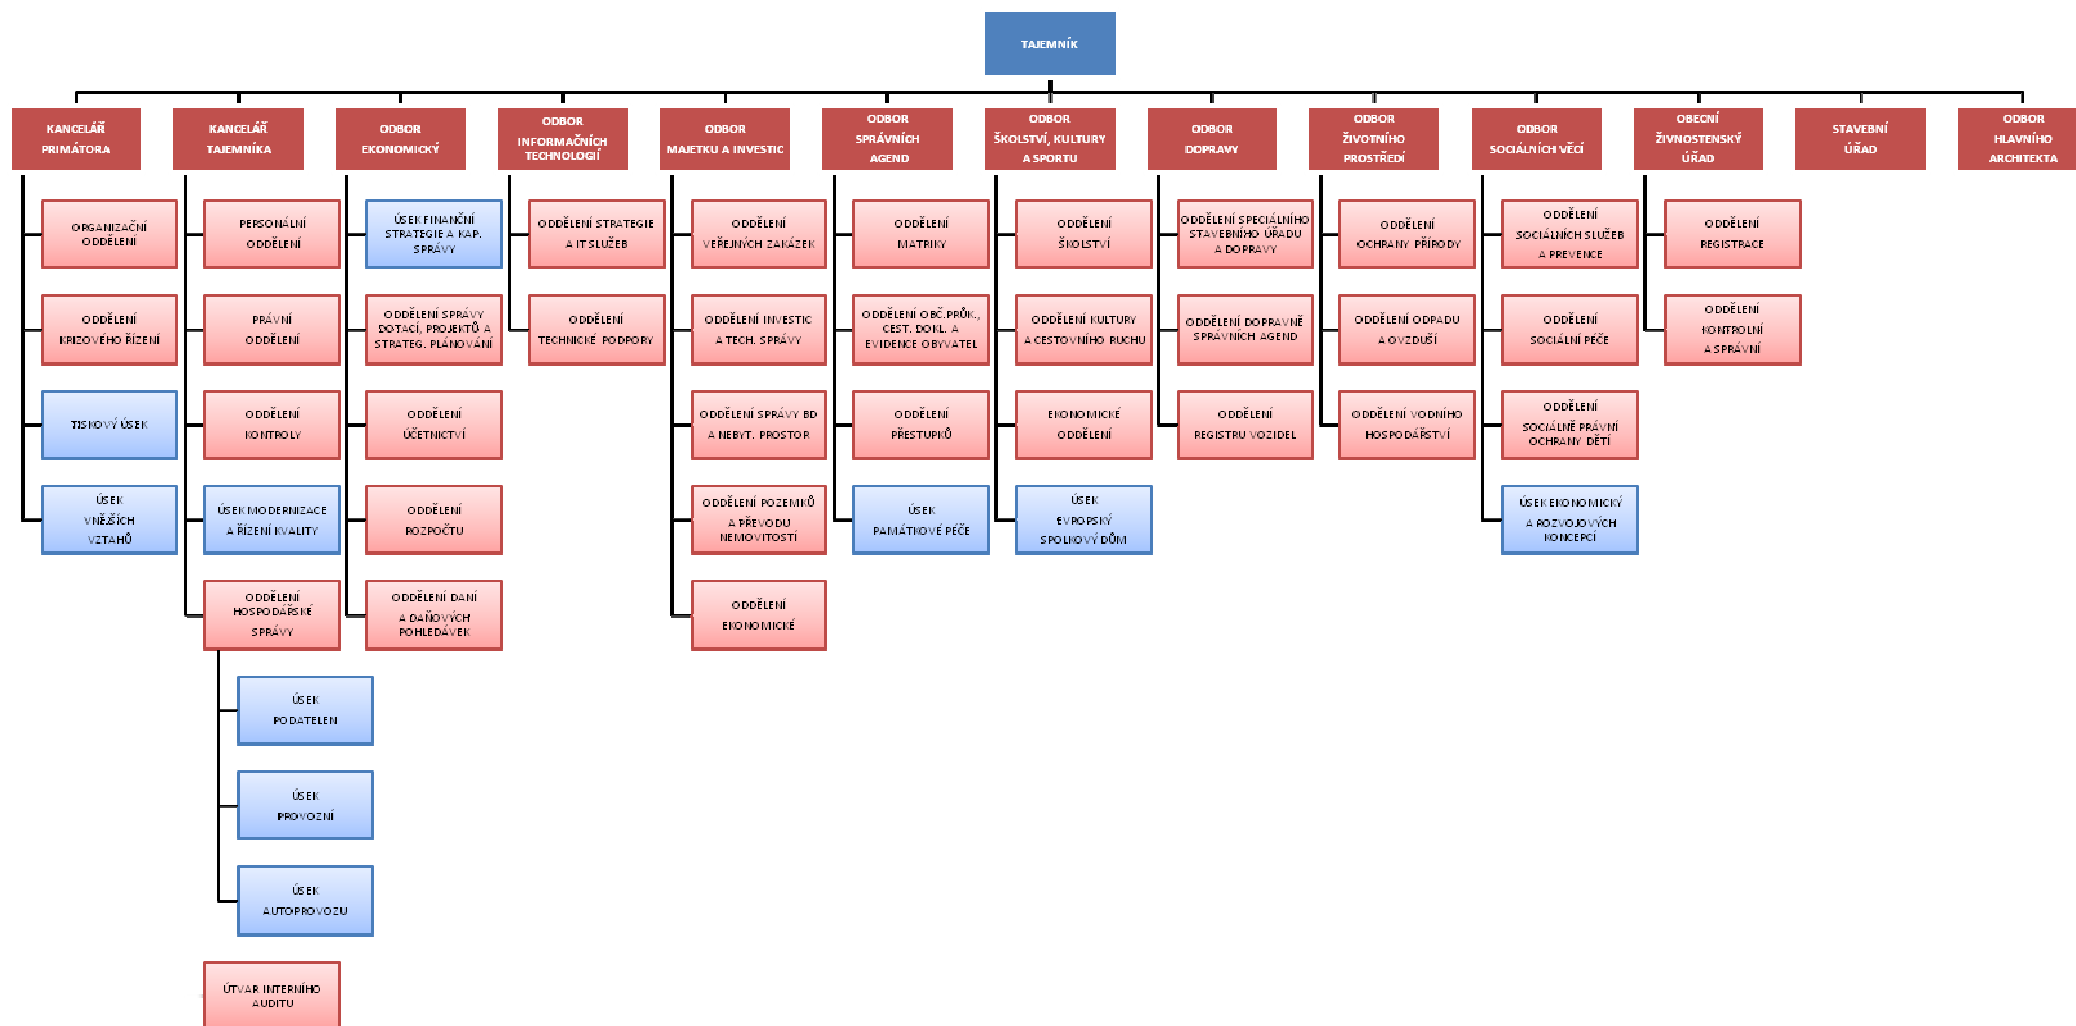 TAJEMNÍK
KANCELÁŘ
PRIMÁTORA
KANCELÁŘ
TAJEMNÍKA
ODBOR
EKONOMICKÝ
ODBOR
INFORMAČNÍCH
TECHNOLOGIÍ
ODBOR
MAJETKU A INVESTIC
ODBOR
SPRÁVNÍCH
AGEND
ODBOR
ŠKOLSTVÍ, KULTURY
A SPORTU
ODBOR
DOPRAVY
ODBOR
ŽIVOTNÍHO
PROSTŘEDÍ
ODBOR
SOCIÁLNÍCH VĚCÍ
OBECNÍ
ŽIVNOSTENSKÝ
ÚŘAD
STAVEBNÍ
ÚŘAD
ODBOR
HLAVNÍHO
ARCHITEKTA
ORGANIZAČNÍ
ODDĚLENÍ
PERSONÁLNÍ
ODDĚLENÍ
ÚSEK FINANČNÍ
STRATEGIE A KAP.
SPRÁVY
ODDĚLENÍ STRATEGIE
A IT SLUŽEB
ODDĚLENÍ
VEŘEJNÝCH ZAKÁZEK
ODDĚLENÍ
MATRIKY
ODDĚLENÍ
ŠKOLSTVÍ
ODDĚLENÍ SPECIÁLNÍHO
STAVEBNÍHO ÚŘADU
A DOPRAVY
ODDĚLENÍ
OCHRANY PŘÍRODY
ODDĚLENÍ
SOCIÁLNÍCH SLUŽEB
A PREVENCE
ODDĚLENÍ
REGISTRACE
ODDĚLENÍ
KRIZOVÉHO ŘÍZENÍ
PRÁVNÍ
ODDĚLENÍ
ODDĚLENÍ SPRÁVY
DOTACÍ, PROJEKTŮ A
STRATEG. PLÁNOVÁNÍ
ODDĚLENÍ
TECHNICKÉ PODPORY
ODDĚLENÍ INVESTIC
A TECH. SPRÁVY
ODDĚLENÍ OBČ.PRŮK.,
CEST. DOKL. A
EVIDENCE OBYVATEL
ODDĚLENÍ KULTURY
A CESTOVNÍHO RUCHU
ODDĚLENÍ DOPRAVNĚ
SPRÁVNÍCH AGEND
ODDĚLENÍ ODPADU
A OVZDUŠÍ
ODDĚLENÍ
SOCIÁLNÍ PÉČE
ODDĚLENÍ
KONTROLNÍ
A SPRÁVNÍ
TISKOVÝ ÚSEK
ODDĚLENÍ
KONTROLY
ODDĚLENÍ
ÚČETNICTVÍ
ODDĚLENÍ SPRÁVY BD
A NEBYT. PROSTOR
ODDĚLENÍ
PŘESTUPKŮ
EKONOMICKÉ
ODDĚLENÍ
ODDĚLENÍ
REGISTRU VOZIDEL
ODDĚLENÍ VODNÍHO
HOSPODÁŘSTVÍ
ODDĚLENÍ
SOCIÁLNĚ PRÁVNÍ
OCHRANY DĚTÍ
ÚSEK
VNĚJŠÍCH
VZTAHŮ
ÚSEK MODERNIZACE
A ŘÍZENÍ KVALITY
ODDĚLENÍ
ROZPOČTU
ODDĚLENÍ POZEMKŮ
A PŘEVODU
NEMOVITOSTÍ
ÚSEK
PAMÁTKOVÉ PÉČE
ÚSEK
EVROPSKÝ
SPOLKOVÝ DŮM
ÚSEK EKONOMICKÝ
A ROZVOJOVÝCH
KONCEPCÍ
ODDĚLENÍ
HOSPODÁŘSKÉ
SPRÁVY
ODDĚLENÍ DANÍ
A DAŇOVÝCH
POHLEDÁVEK
ODDĚLENÍ
EKONOMICKÉ
ÚSEK
PODATELEN
ÚSEK
PROVOZNÍ
ÚSEK
AUTOPROVOZU
ÚTVAR INTERNÍHO
AUDITU